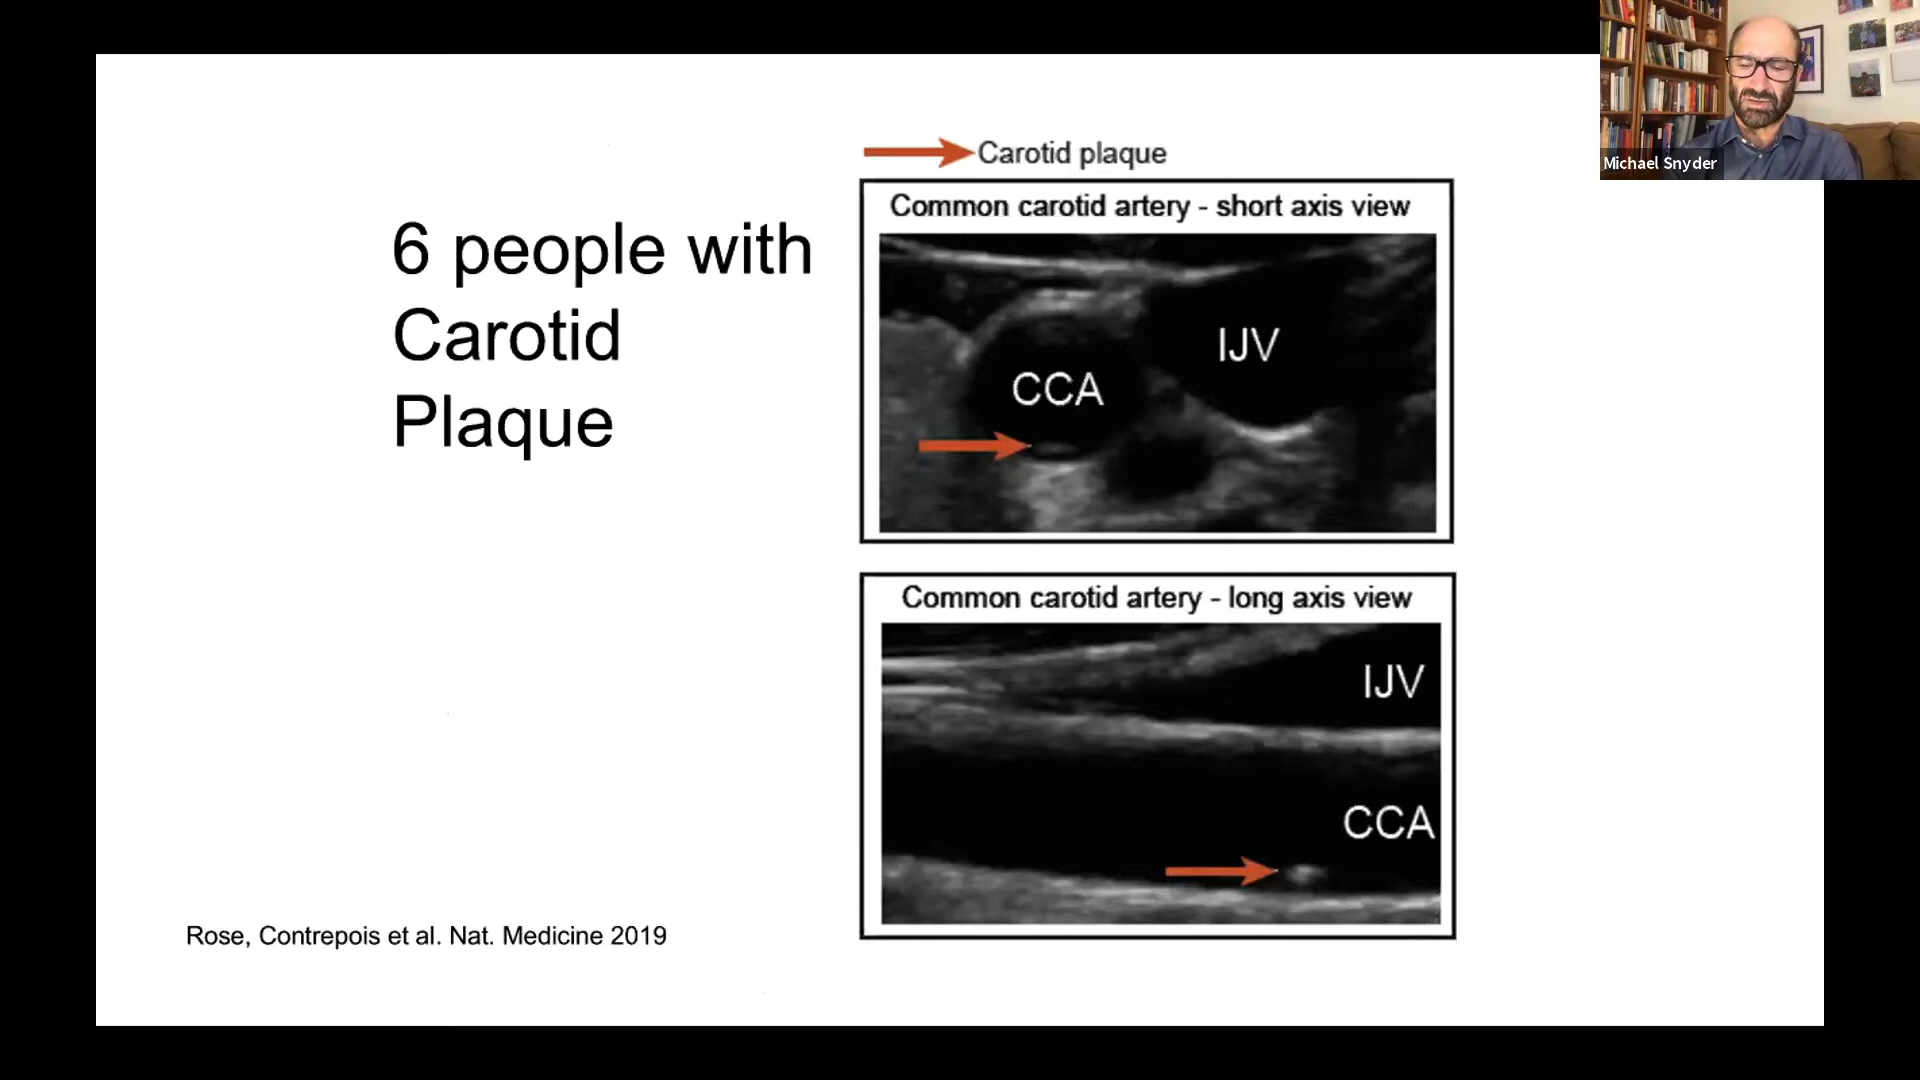 Michael Snyder
Carotid plaque
6 people with
Carotid
Plaque
Common carotid artery - short axis view
IJV
CCA
Common carotid artery - long axis view
IJV
CCA
Rose, Contrepois et al. Nat. Medicine 2019